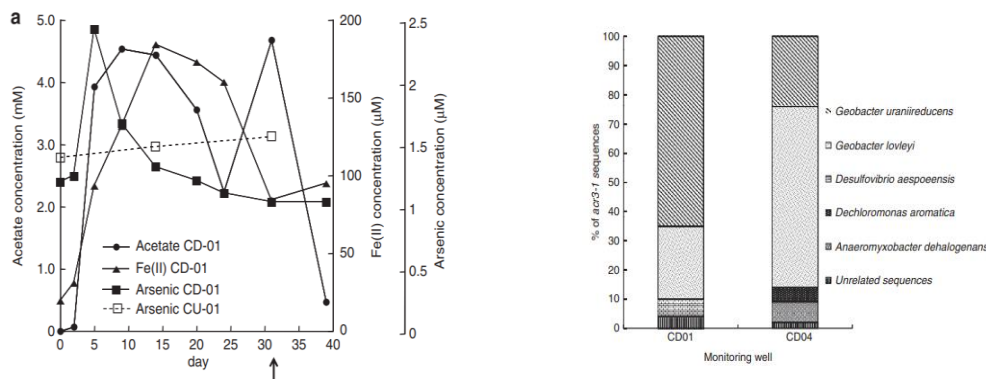 a
5.0
4.0
3.0
2.0
1.0
0
Acetate concentration (mM)
200
150
100
50
0
Fe(II) concentration (µM)
2.5
2
1.5
1
0.5
0
Arsenic concentration (µM)
Acetate CD-01
Fe(II) CD-01
Arsenic CD-01
Arsenic CU-01
0 5 10 15 20 25 30 35 40
day
100
90
80
70
60
50
40
30
20
10
0
% of acr3-1 sequences
CD01 CD04
Monitoring well
Geobacter uraniireducens
Geobacter lovleyi
Desulfovibrio aespoeensis
Dechloromonas aromatica
Anaeromyxobacter dehalogenans
Unrelated sequences